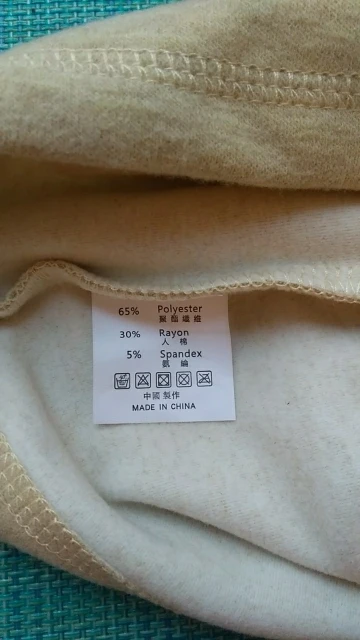 65% Polyester
聚酯纖維
30% Rayon
人棉
5% Spandex
氨綸
中國製作
MADE IN CHINA